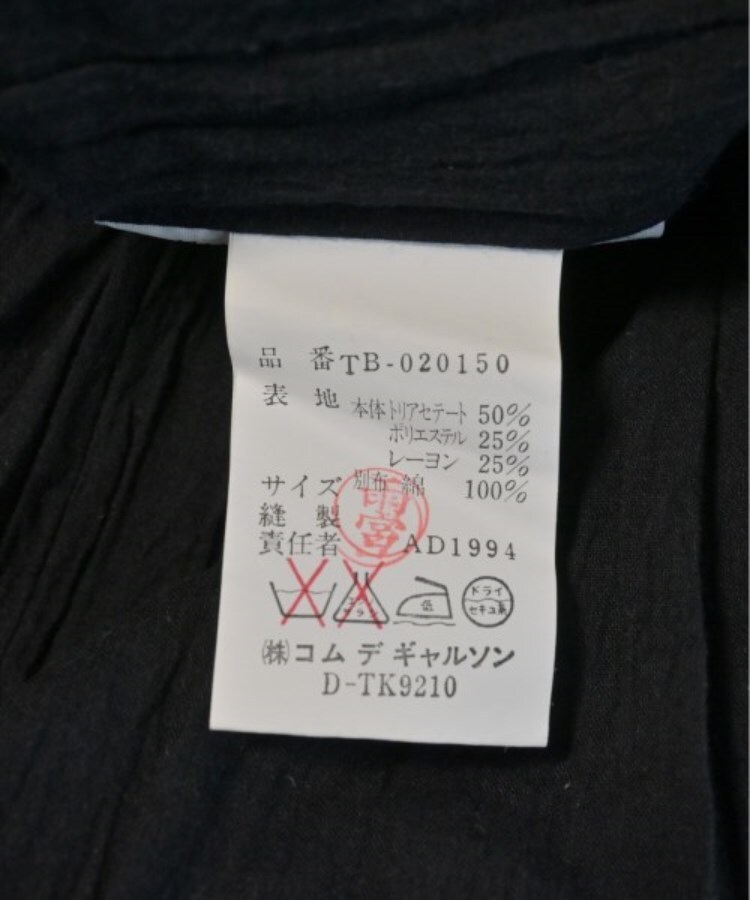 品番 TB-020150
表地 本体 トリアセテート 50%
ポリエステル 25%
レーヨン 25%
別布 綿 100%
サイズ
縫製
責任者 AD1994
低 ドライ セキユ系
(株)コム デ ギャルソン
D-TK9210